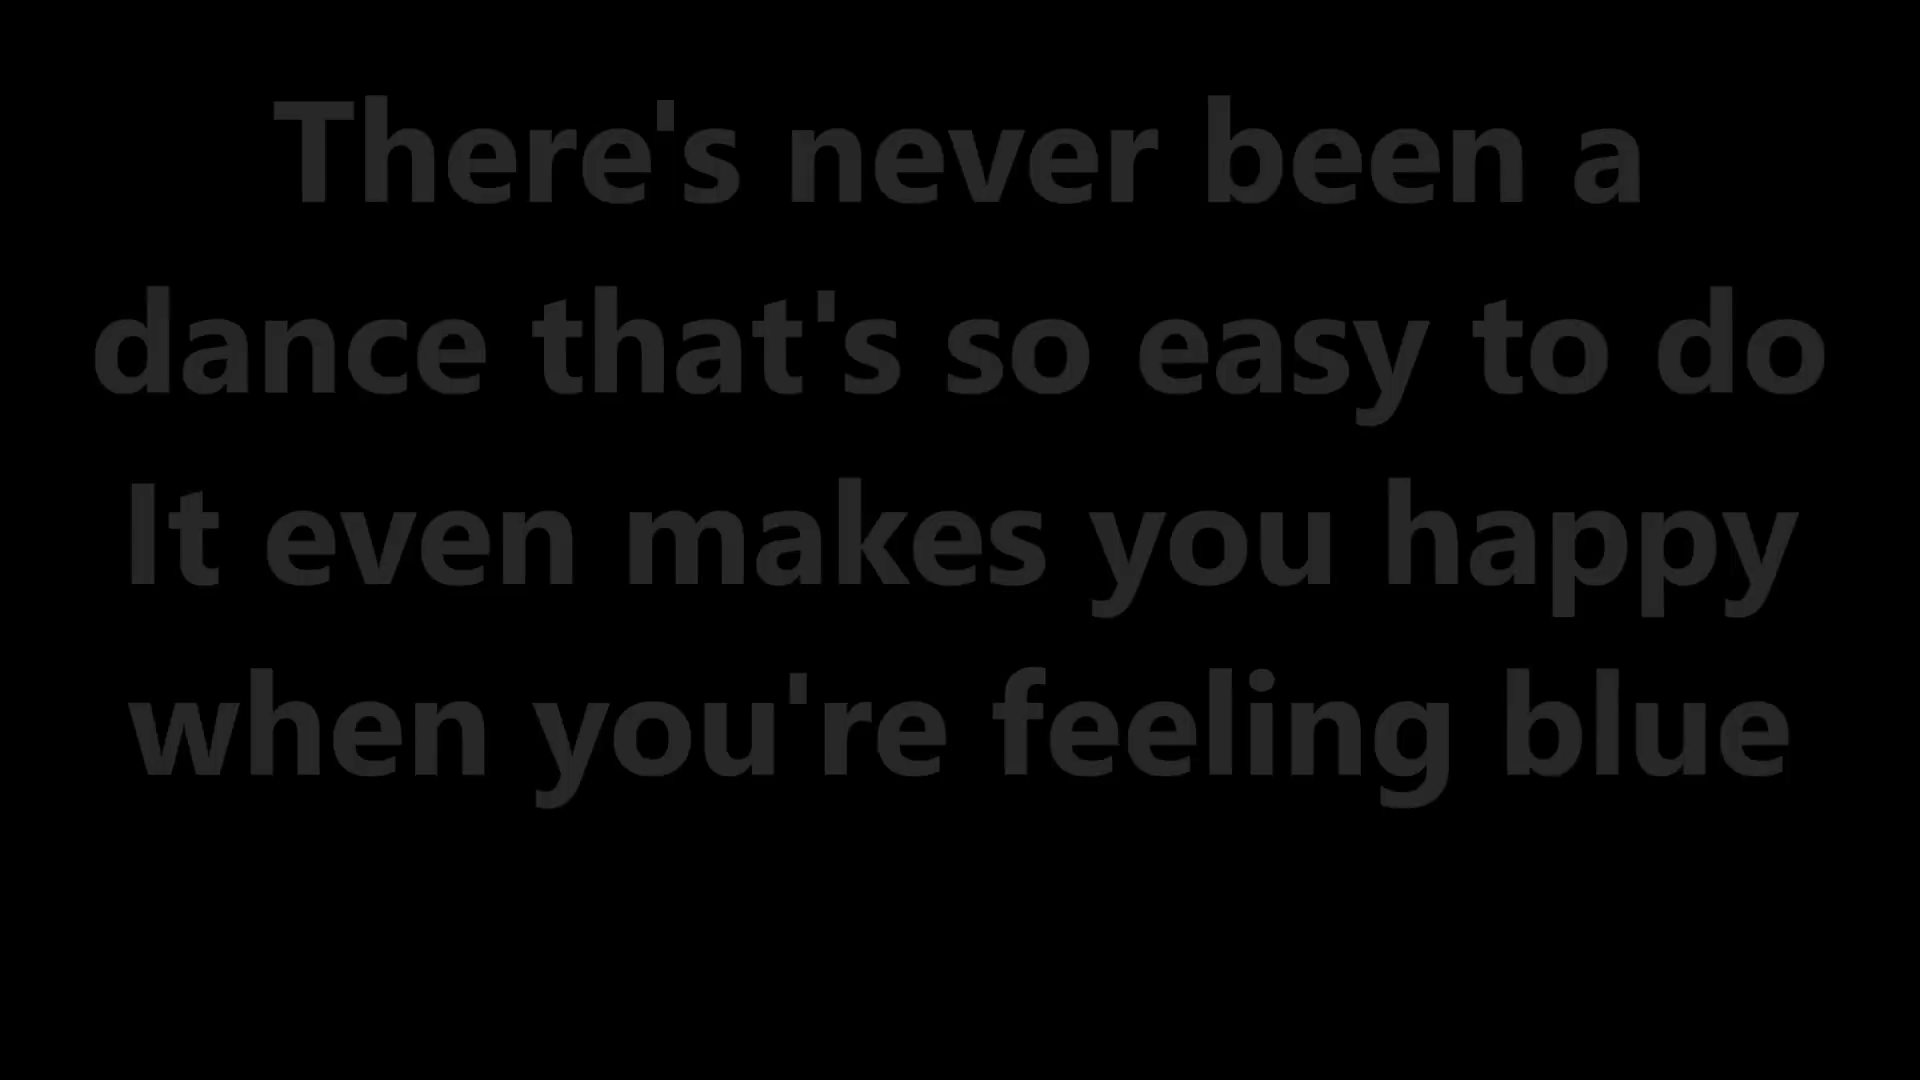 There's never been a
dance that's so easy to do
It even makes you happy
when you're feeling blue